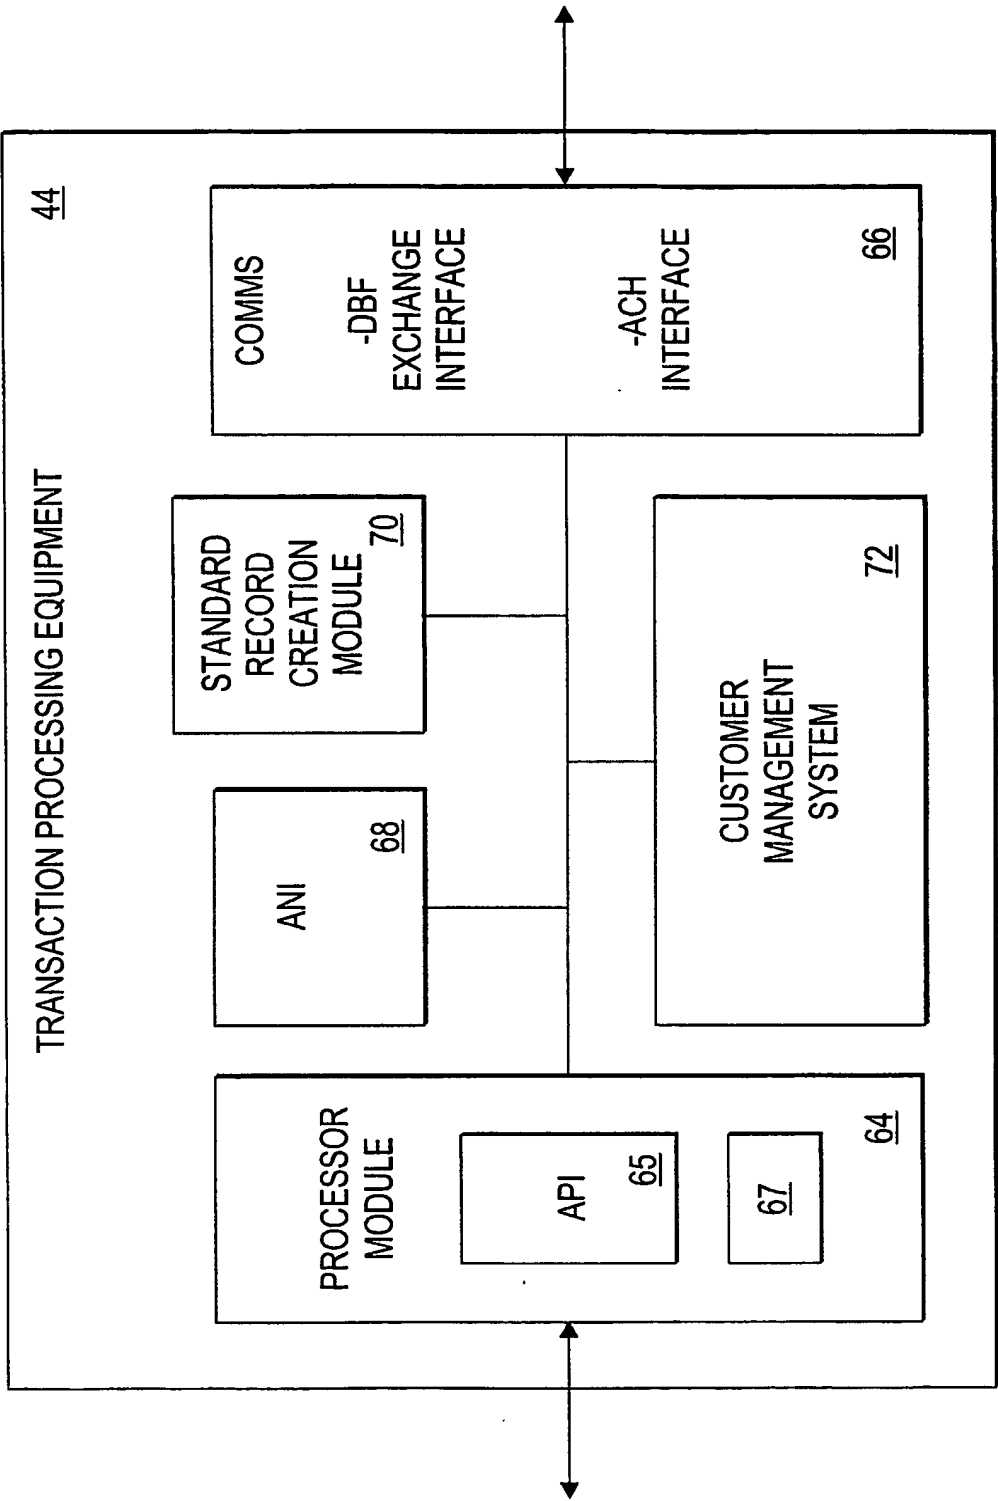 TRANSACTION PROCESSING EQUIPMENT
44
PROCESSOR
MODULE
API
65
67
64
ANI
68
STANDARD
RECORD
CREATION
MODULE
70
CUSTOMER
MANAGEMENT
SYSTEM
72
COMMS
-DBF
EXCHANGE
INTERFACE
-ACH
INTERFACE
66